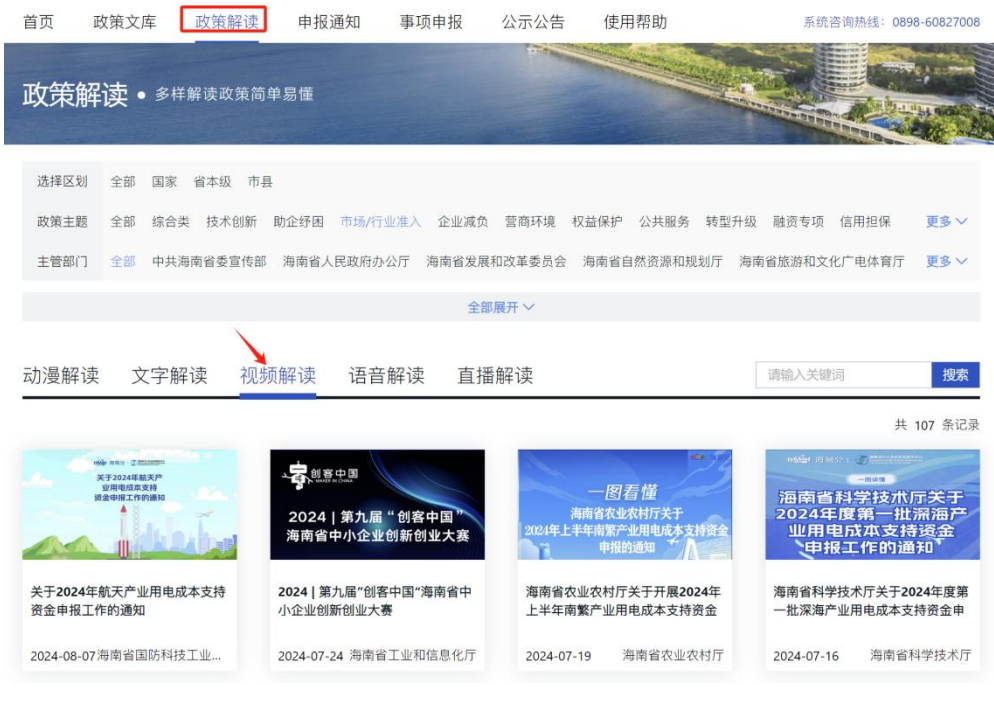 首页 政策文库 政策解读 申报通知 事项申报 公示公告 使用帮助 系统咨询热线：0898-60827008
政策解读 • 多样解读政策简单易懂
选择区划 全部 国家 省本级 市县
政策主题 全部 综合类 技术创新 助企纾困 市场/行业准入 企业减负 营商环境 权益保护 公共服务 转型升级 融资专项 信用担保 更多
主管部门 全部 中共海南省委宣传部 海南省人民政府办公厅 海南省发展和改革委员会 海南省自然资源和规划厅 海南省旅游和文化广电体育厅 更多
全部展开
动漫解读 文字解读 视频解读 语音解读 直播解读 请输入关键词 搜索
共 107 条记录
关于2024年航天产
业用电成本支持
资金申报工作的通知
创客中国
MAKER IN CHINA
2024 | 第九届“创客中国”
海南省中小企业创新创业大赛
一图看懂
海南省农业农村厅关于
2024年上半年南繁产业用电成本支持资金
申报的通知
一图读懂
海南省科学技术厅关于
2024年度第一批深海产
业用电成本支持资金
申报工作的通知
关于2024年航天产业用电成本支持
资金申报工作的通知
2024-08-07海南省国防科技工业...
2024 | 第九届“创客中国“海南省中
小企业创新创业大赛
2024-07-24 海南省工业和信息化厅
海南省农业农村厅关于开展2024年
上半年南繁产业用电成本支持资金
2024-07-19 海南省农业农村厅
海南省科学技术厅关于2024年度第
一批深海产业用电成本支持资金申
2024-07-16 海南省科学技术厅